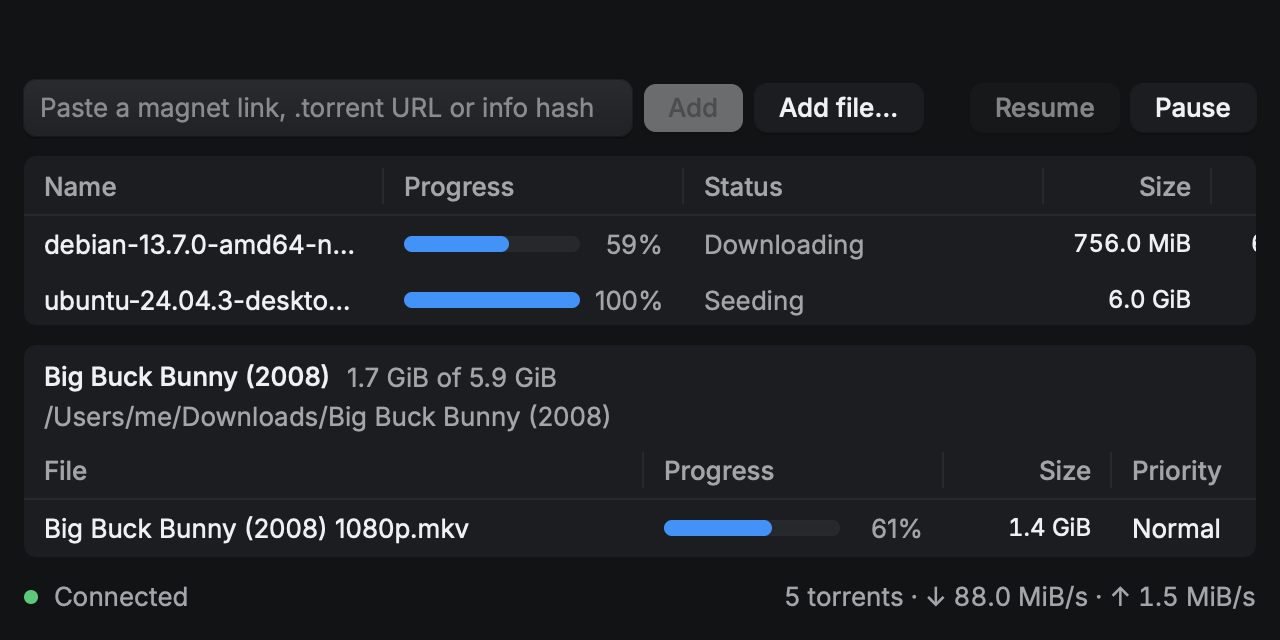 Paste a magnet link, .torrent URL or info hash Add Add file... Resume Pause
Name Progress Status Size
debian-13.7.0-amd64-n... 59% Downloading 756.0 MiB
ubuntu-24.04.3-deskto... 100% Seeding 6.0 GiB
Big Buck Bunny (2008) 1.7 GiB of 5.9 GiB
/Users/me/Downloads/Big Buck Bunny (2008)
File Progress Size Priority
Big Buck Bunny (2008) 1080p.mkv 61% 1.4 GiB Normal
Connected 5 torrents · ↓ 88.0 MiB/s · ↑ 1.5 MiB/s